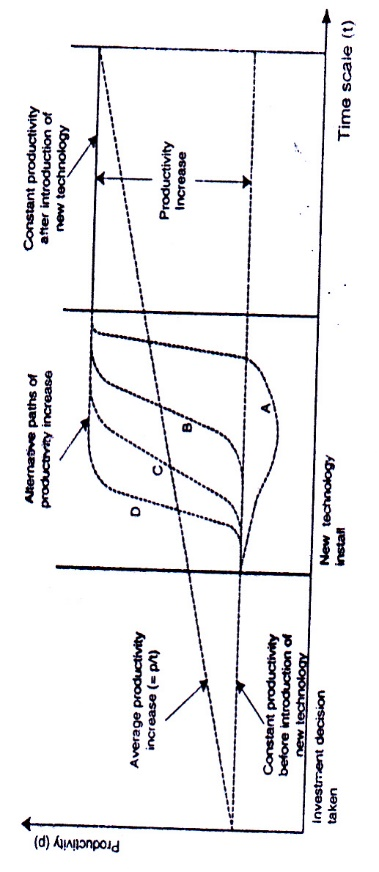 Productivity (p)
Alternative paths of
productivity increase
Constant productivity
after introduction of
new technology
Productivity
Increase
D
C
B
A
Average productivity
increase (= p/t)
Constant productivity
before introduction of
new technology
Investment decision
taken
New technology
install
Time scale (t)